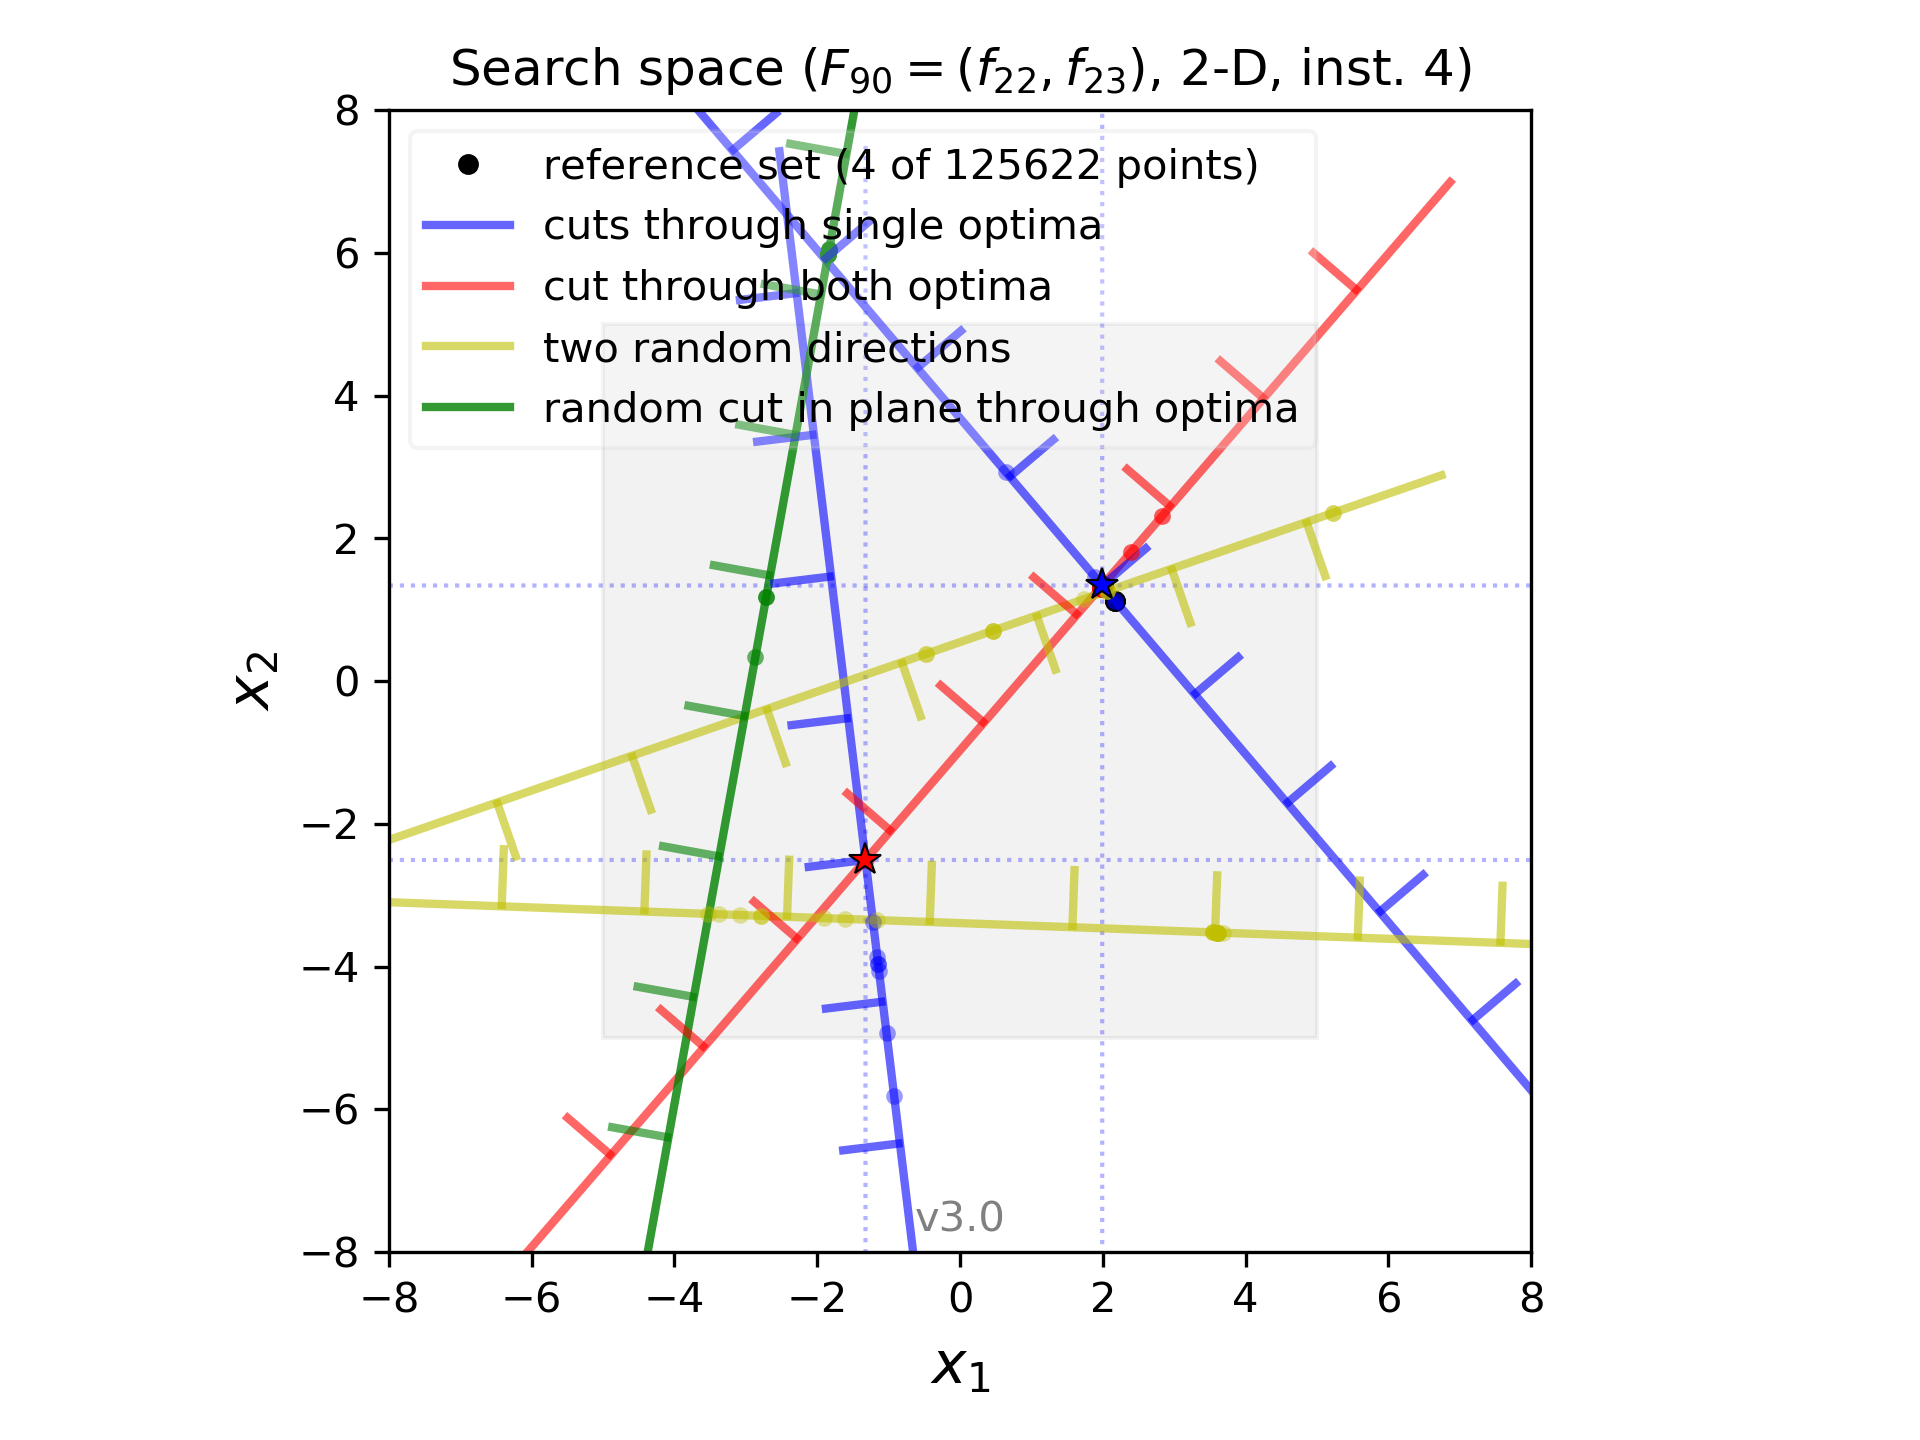 Search space (F90 = (f22, f23), 2-D, inst. 4)
reference set (4 of 125622 points)
cuts through single optima
cut through both optima
two random directions
random cut in plane through optima
8
6
4
2
0
−2
−4
−6
−8
x2
v3.0
−8 −6 −4 −2 0 2 4 6 8
x1